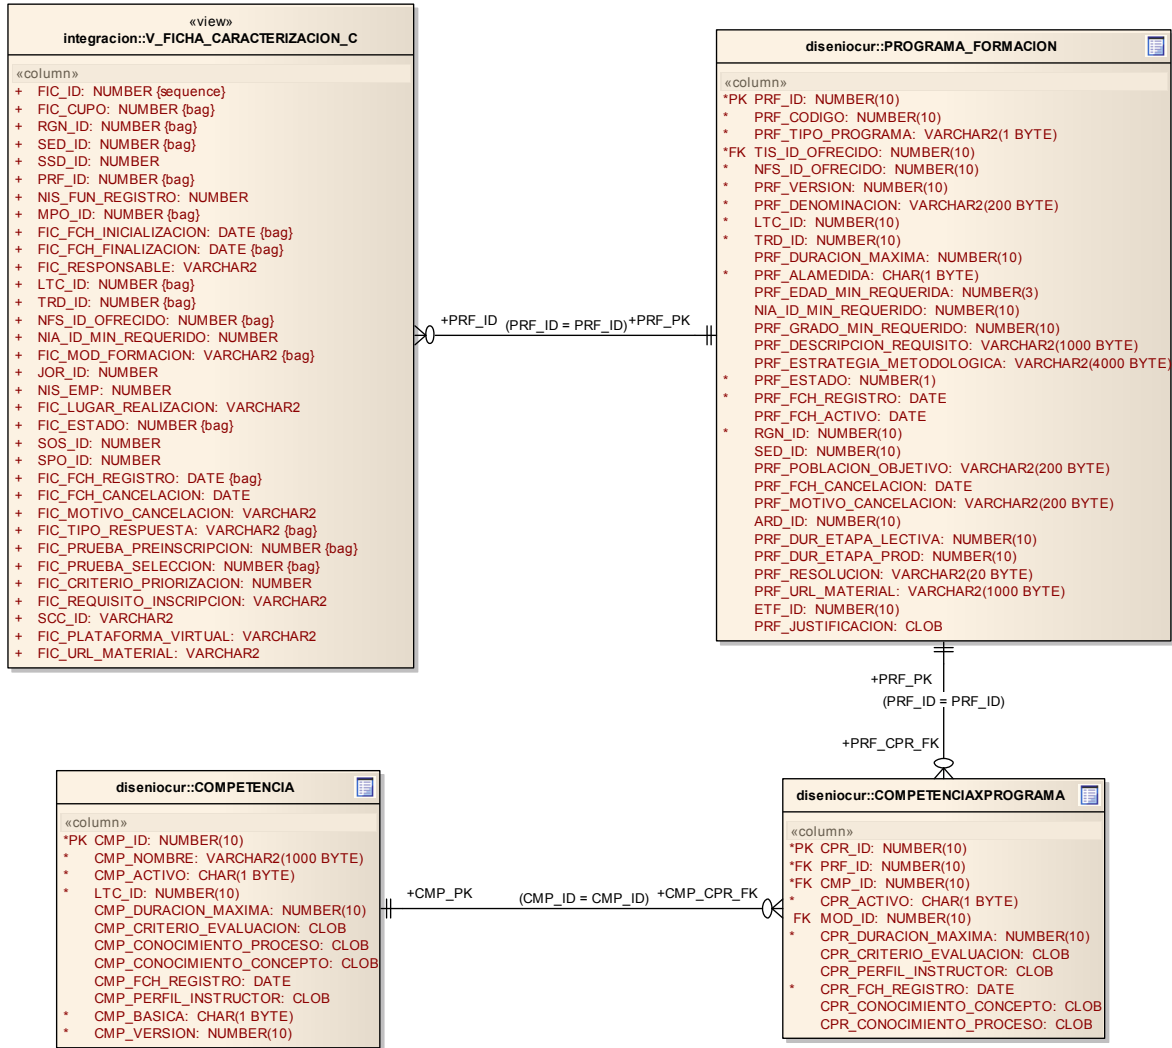 «view»
integracion::V_FICHA_CARACTERIZACION_C
«column»
+ FIC_ID: NUMBER {sequence}
+ FIC_CUPO: NUMBER {bag}
+ RGN_ID: NUMBER {bag}
+ SED_ID: NUMBER {bag}
+ SSD_ID: NUMBER
+ PRF_ID: NUMBER {bag}
+ NIS_FUN_REGISTRO: NUMBER
+ MPO_ID: NUMBER {bag}
+ FIC_FCH_INICIALIZACION: DATE {bag}
+ FIC_FCH_FINALIZACION: DATE {bag}
+ FIC_RESPONSABLE: VARCHAR2
+ LTC_ID: NUMBER {bag}
+ TRD_ID: NUMBER {bag}
+ NFS_ID_OFRECIDO: NUMBER {bag}
+ NIA_ID_MIN_REQUERIDO: NUMBER
+ FIC_MOD_FORMACION: VARCHAR2 {bag}
+ JOR_ID: NUMBER
+ NIS_EMP: NUMBER
+ FIC_LUGAR_REALIZACION: VARCHAR2
+ FIC_ESTADO: NUMBER {bag}
+ SOS_ID: NUMBER
+ SPO_ID: NUMBER
+ FIC_FCH_REGISTRO: DATE {bag}
+ FIC_FCH_CANCELACION: DATE
+ FIC_MOTIVO_CANCELACION: VARCHAR2
+ FIC_TIPO_RESPUESTA: VARCHAR2 {bag}
+ FIC_PRUEBA_PREINSCRIPCION: NUMBER {bag}
+ FIC_PRUEBA_SELECCION: NUMBER {bag}
+ FIC_CRITERIO_PRIORIZACION: NUMBER
+ FIC_REQUISITO_INSCRIPCION: VARCHAR2
+ SCC_ID: VARCHAR2
+ FIC_PLATAFORMA_VIRTUAL: VARCHAR2
+ FIC_URL_MATERIAL: VARCHAR2
+PRF_ID (PRF_ID = PRF_ID) +PRF_PK
diseniocur::PROGRAMA_FORMACION
«column»
*PK PRF_ID: NUMBER(10)
* PRF_CODIGO: NUMBER(10)
* PRF_TIPO_PROGRAMA: VARCHAR2(1 BYTE)
*FK TIS_ID_OFRECIDO: NUMBER(10)
* NFS_ID_OFRECIDO: NUMBER(10)
* PRF_VERSION: NUMBER(10)
* PRF_DENOMINACION: VARCHAR2(200 BYTE)
* LTC_ID: NUMBER(10)
* TRD_ID: NUMBER(10)
PRF_DURACION_MAXIMA: NUMBER(10)
* PRF_ALAMEDIDA: CHAR(1 BYTE)
PRF_EDAD_MIN_REQUERIDA: NUMBER(3)
NIA_ID_MIN_REQUERIDO: NUMBER(10)
PRF_GRADO_MIN_REQUERIDO: NUMBER(10)
PRF_DESCRIPCION_REQUISITO: VARCHAR2(1000 BYTE)
PRF_ESTRATEGIA_METODOLOGICA: VARCHAR2(4000 BYTE)
* PRF_ESTADO: NUMBER(1)
* PRF_FCH_REGISTRO: DATE
PRF_FCH_ACTIVO: DATE
* RGN_ID: NUMBER(10)
SED_ID: NUMBER(10)
PRF_POBLACION_OBJETIVO: VARCHAR2(200 BYTE)
PRF_FCH_CANCELACION: DATE
PRF_MOTIVO_CANCELACION: VARCHAR2(200 BYTE)
ARD_ID: NUMBER(10)
PRF_DUR_ETAPA_LECTIVA: NUMBER(10)
PRF_DUR_ETAPA_PROD: NUMBER(10)
PRF_RESOLUCION: VARCHAR2(20 BYTE)
PRF_URL_MATERIAL: VARCHAR2(1000 BYTE)
ETF_ID: NUMBER(10)
PRF_JUSTIFICACION: CLOB
+PRF_PK
(PRF_ID = PRF_ID)
+PRF_CPR_FK
diseniocur::COMPETENCIA
«column»
*PK CMP_ID: NUMBER(10)
* CMP_NOMBRE: VARCHAR2(1000 BYTE)
* CMP_ACTIVO: CHAR(1 BYTE)
* LTC_ID: NUMBER(10)
CMP_DURACION_MAXIMA: NUMBER(10)
CMP_CRITERIO_EVALUACION: CLOB
CMP_CONOCIMIENTO_PROCESO: CLOB
CMP_CONOCIMIENTO_CONCEPTO: CLOB
CMP_FCH_REGISTRO: DATE
CMP_PERFIL_INSTRUCTOR: CLOB
* CMP_BASICA: CHAR(1 BYTE)
* CMP_VERSION: NUMBER(10)
+CMP_PK (CMP_ID = CMP_ID) +CMP_CPR_FK
diseniocur::COMPETENCIAXPROGRAMA
«column»
*PK CPR_ID: NUMBER(10)
*FK PRF_ID: NUMBER(10)
*FK CMP_ID: NUMBER(10)
* CPR_ACTIVO: CHAR(1 BYTE)
FK MOD_ID: NUMBER(10)
* CPR_DURACION_MAXIMA: NUMBER(10)
CPR_CRITERIO_EVALUACION: CLOB
CPR_PERFIL_INSTRUCTOR: CLOB
* CPR_FCH_REGISTRO: DATE
CPR_CONOCIMIENTO_CONCEPTO: CLOB
CPR_CONOCIMIENTO_PROCESO: CLOB